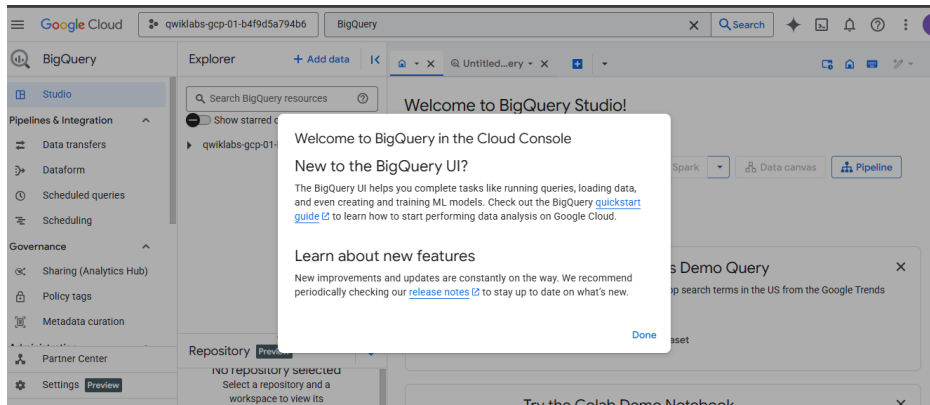 Google Cloud
qwiklabs-gcp-01-b4f9d5a794b6
BigQuery
Search
BigQuery
Studio
Pipelines & Integration
Data transfers
Dataform
Scheduled queries
Scheduling
Governance
Sharing (Analytics Hub)
Policy tags
Metadata curation
Partner Center
Settings Preview
Explorer
+ Add data
Search BigQuery resources
Show starred
qwiklabs-gcp-01-
Repository
No repository selected
Select a repository and a
workspace to view its
Untitled...ery
Welcome to BigQuery Studio!
Spark
Data canvas
Pipeline
Welcome to BigQuery in the Cloud Console
New to the BigQuery UI?
The BigQuery UI helps you complete tasks like running queries, loading data,
and even creating and training ML models. Check out the BigQuery quickstart
guide to learn how to start performing data analysis on Google Cloud.
Learn about new features
New improvements and updates are constantly on the way. We recommend
periodically checking our release notes to stay up to date on what's new.
Done
Demo Query
search terms in the US from the Google Trends
Try the Colab Demo Notebook